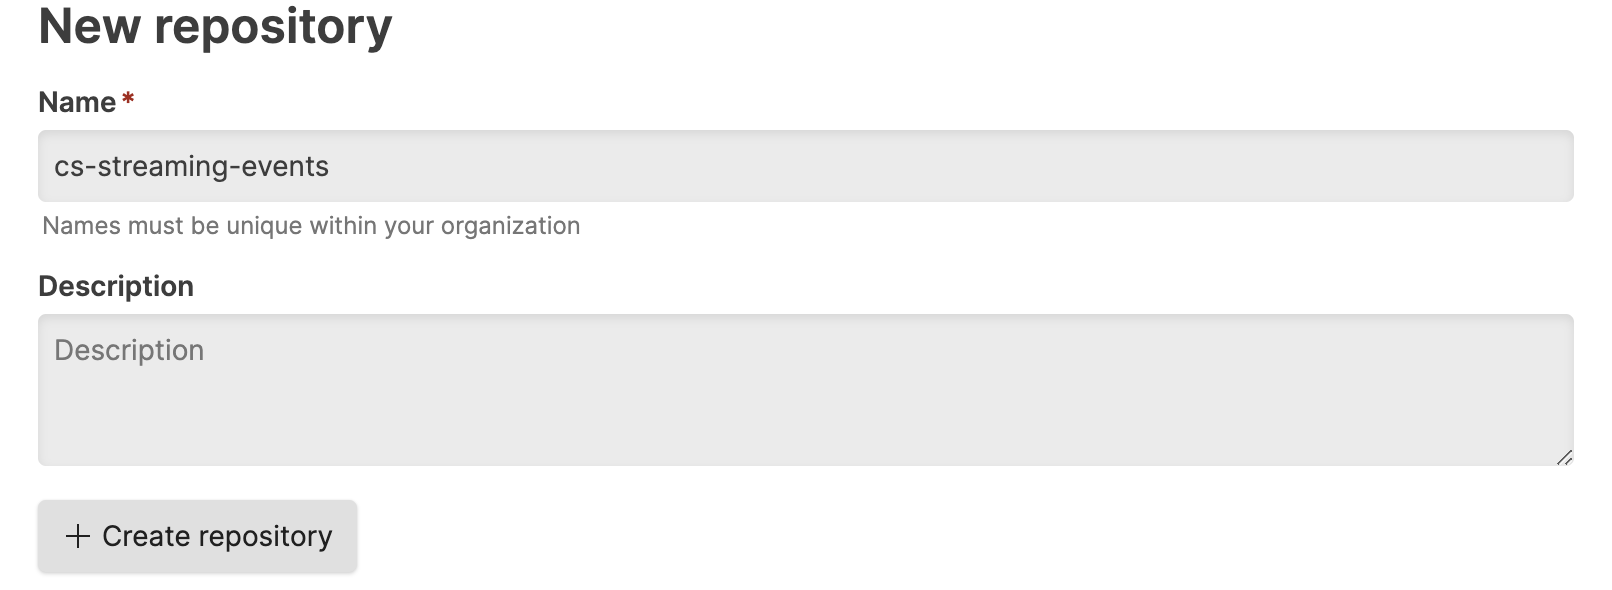 New repository
Name *
cs-streaming-events
Names must be unique within your organization
Description
Description
Create repository